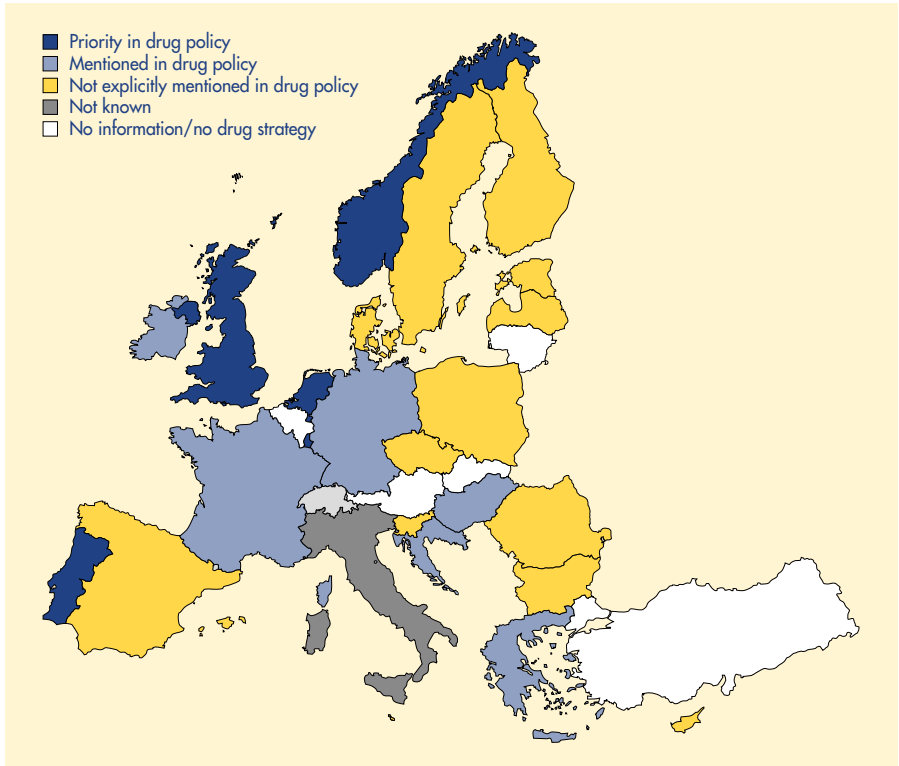 Priority in drug policy
Mentioned in drug policy
Not explicitly mentioned in drug policy
Not known
No information/no drug strategy